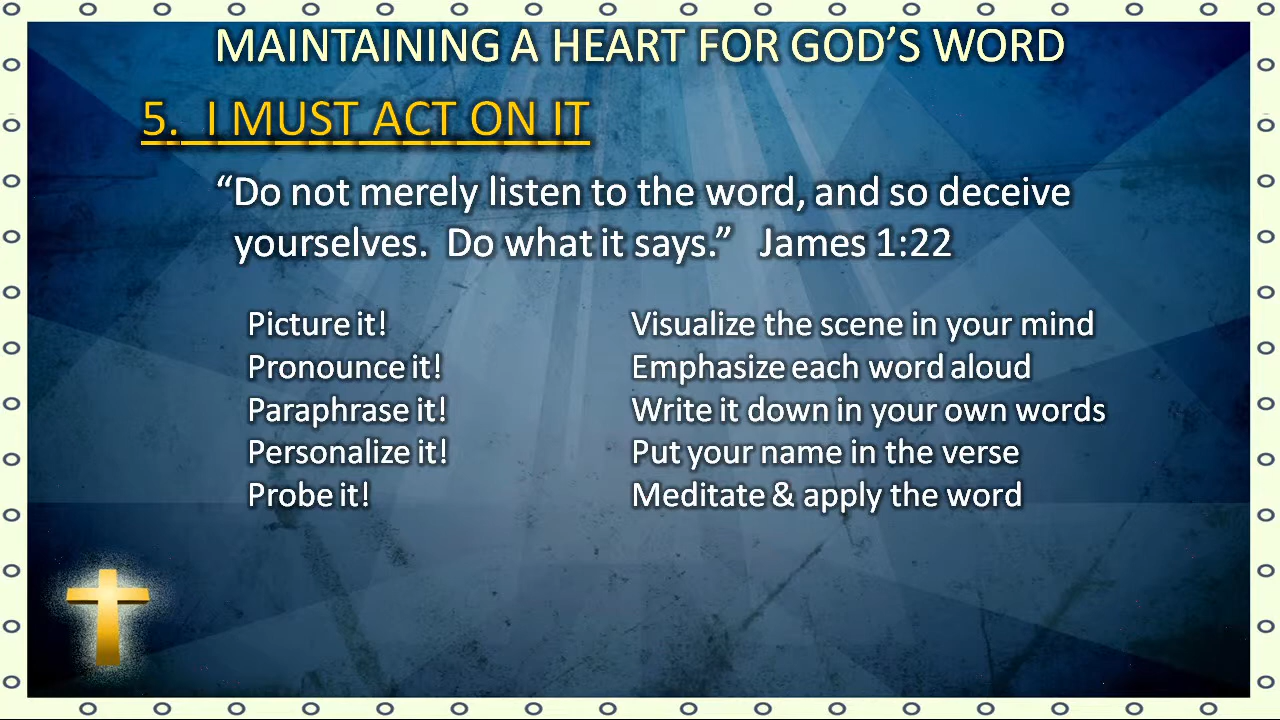 MAINTAINING A HEART FOR GOD’S WORD
5. I MUST ACT ON IT
“Do not merely listen to the word, and so deceive
yourselves. Do what it says.” James 1:22
Picture it! Visualize the scene in your mind
Pronounce it! Emphasize each word aloud
Paraphrase it! Write it down in your own words
Personalize it! Put your name in the verse
Probe it! Meditate & apply the word